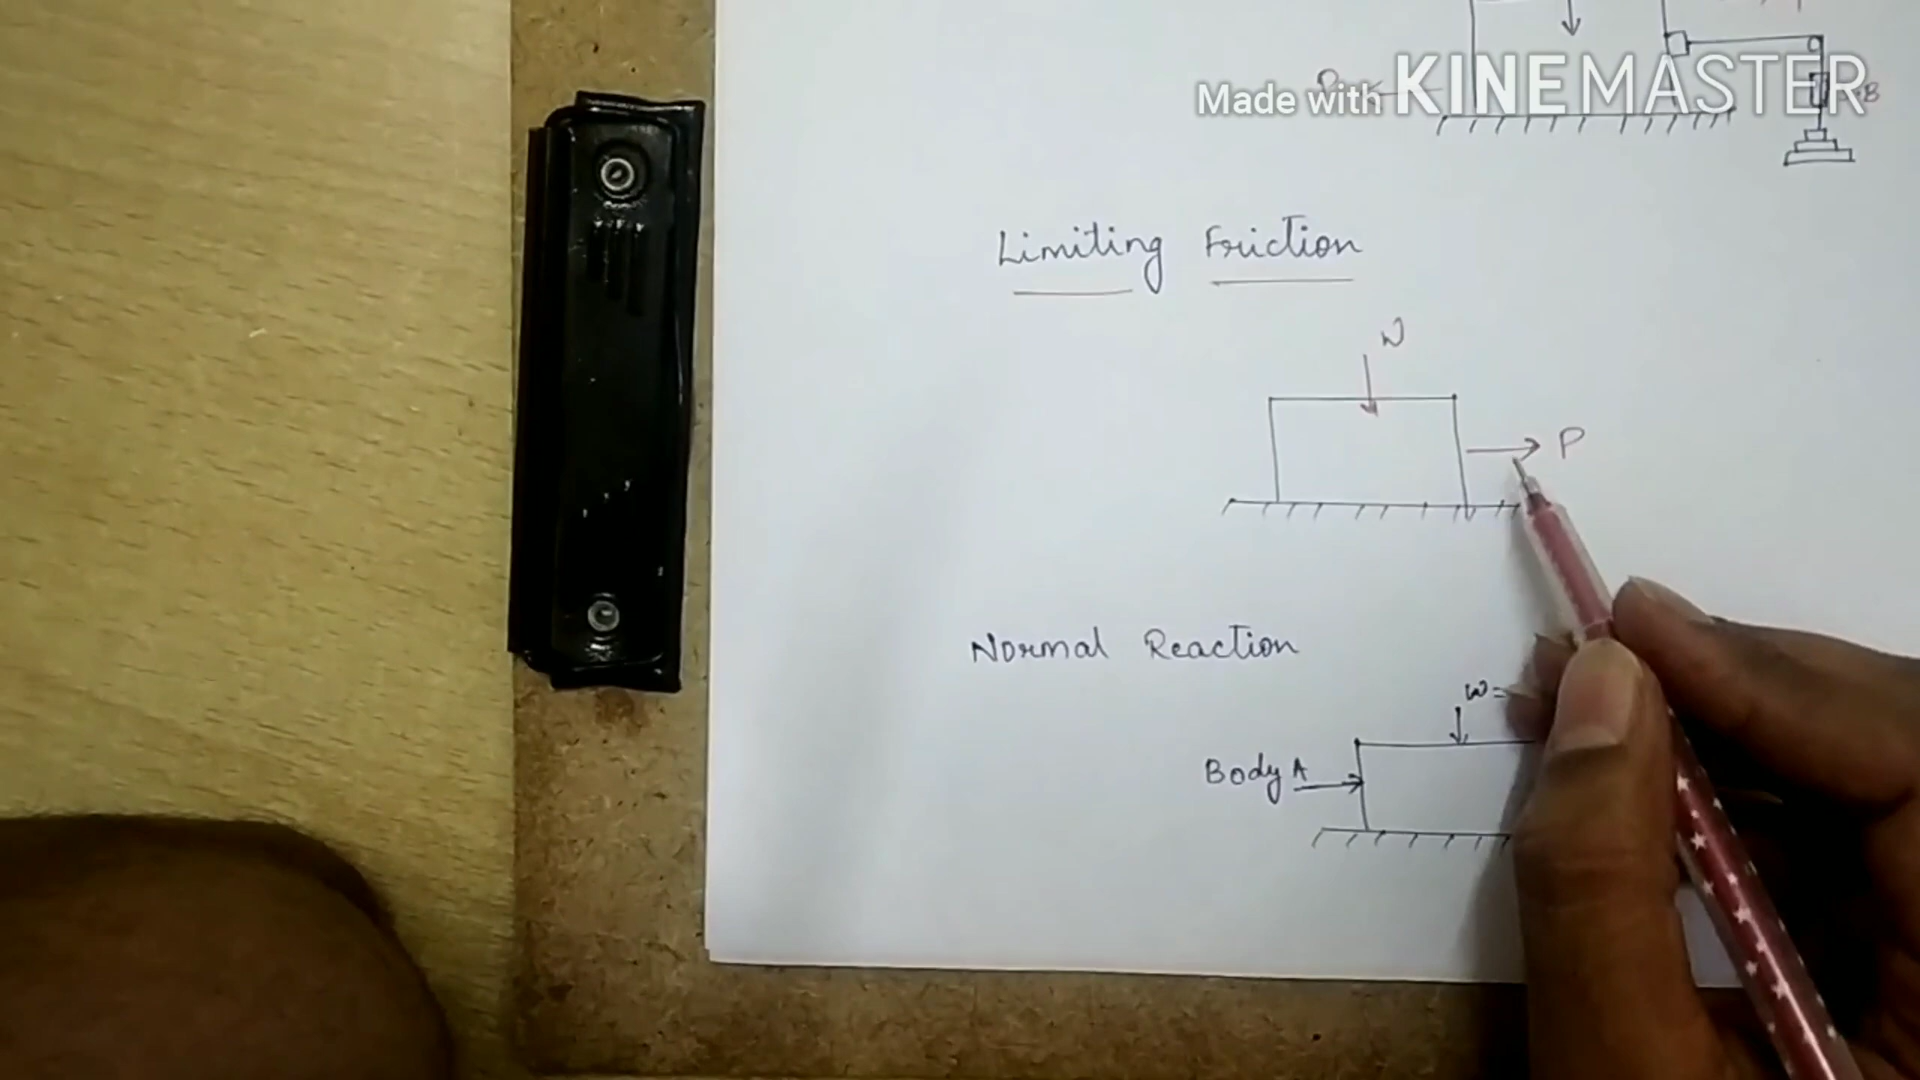 Made with KINEMASTER
B
Limiting Friction
W
P
Normal Reaction
W=
Body A